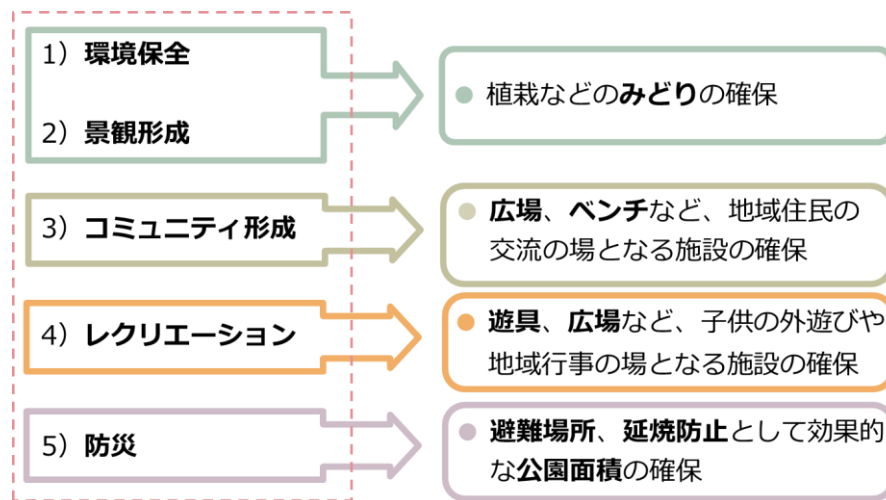 1）環境保全
2）景観形成
● 植栽などのみどりの確保
3）コミュニティ形成
● 広場、ベンチなど、地域住民の
交流の場となる施設の確保
4）レクリエーション
● 遊具、広場など、子供の外遊びや
地域行事の場となる施設の確保
5）防災
● 避難場所、延焼防止として効果的
な公園面積の確保